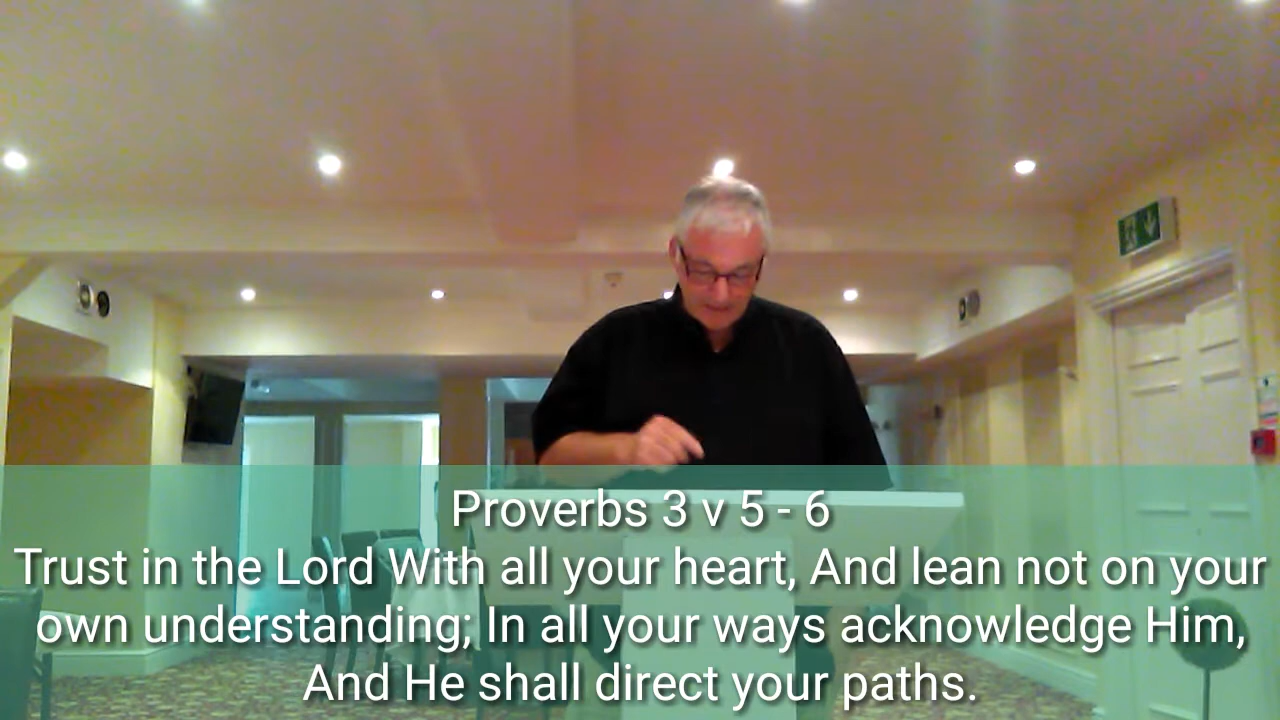 Proverbs 3 v 5 - 6
Trust in the Lord With all your heart, And lean not on your
own understanding; In all your ways acknowledge Him,
And He shall direct your paths.